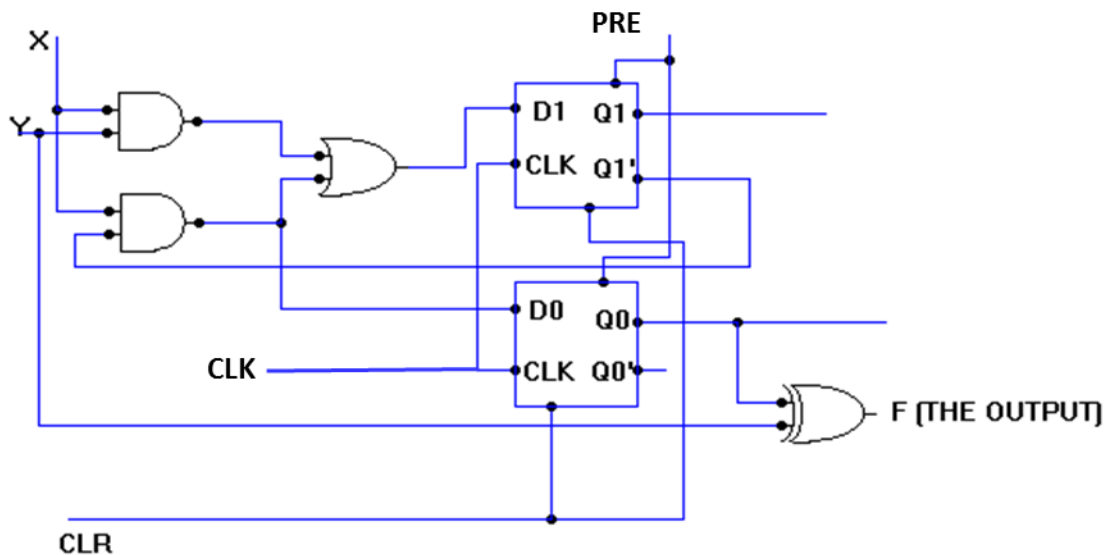 PRE
X
Y
D1 Q1
CLK Q1'
D0 Q0
CLK
CLK Q0'
F (THE OUTPUT)
CLR